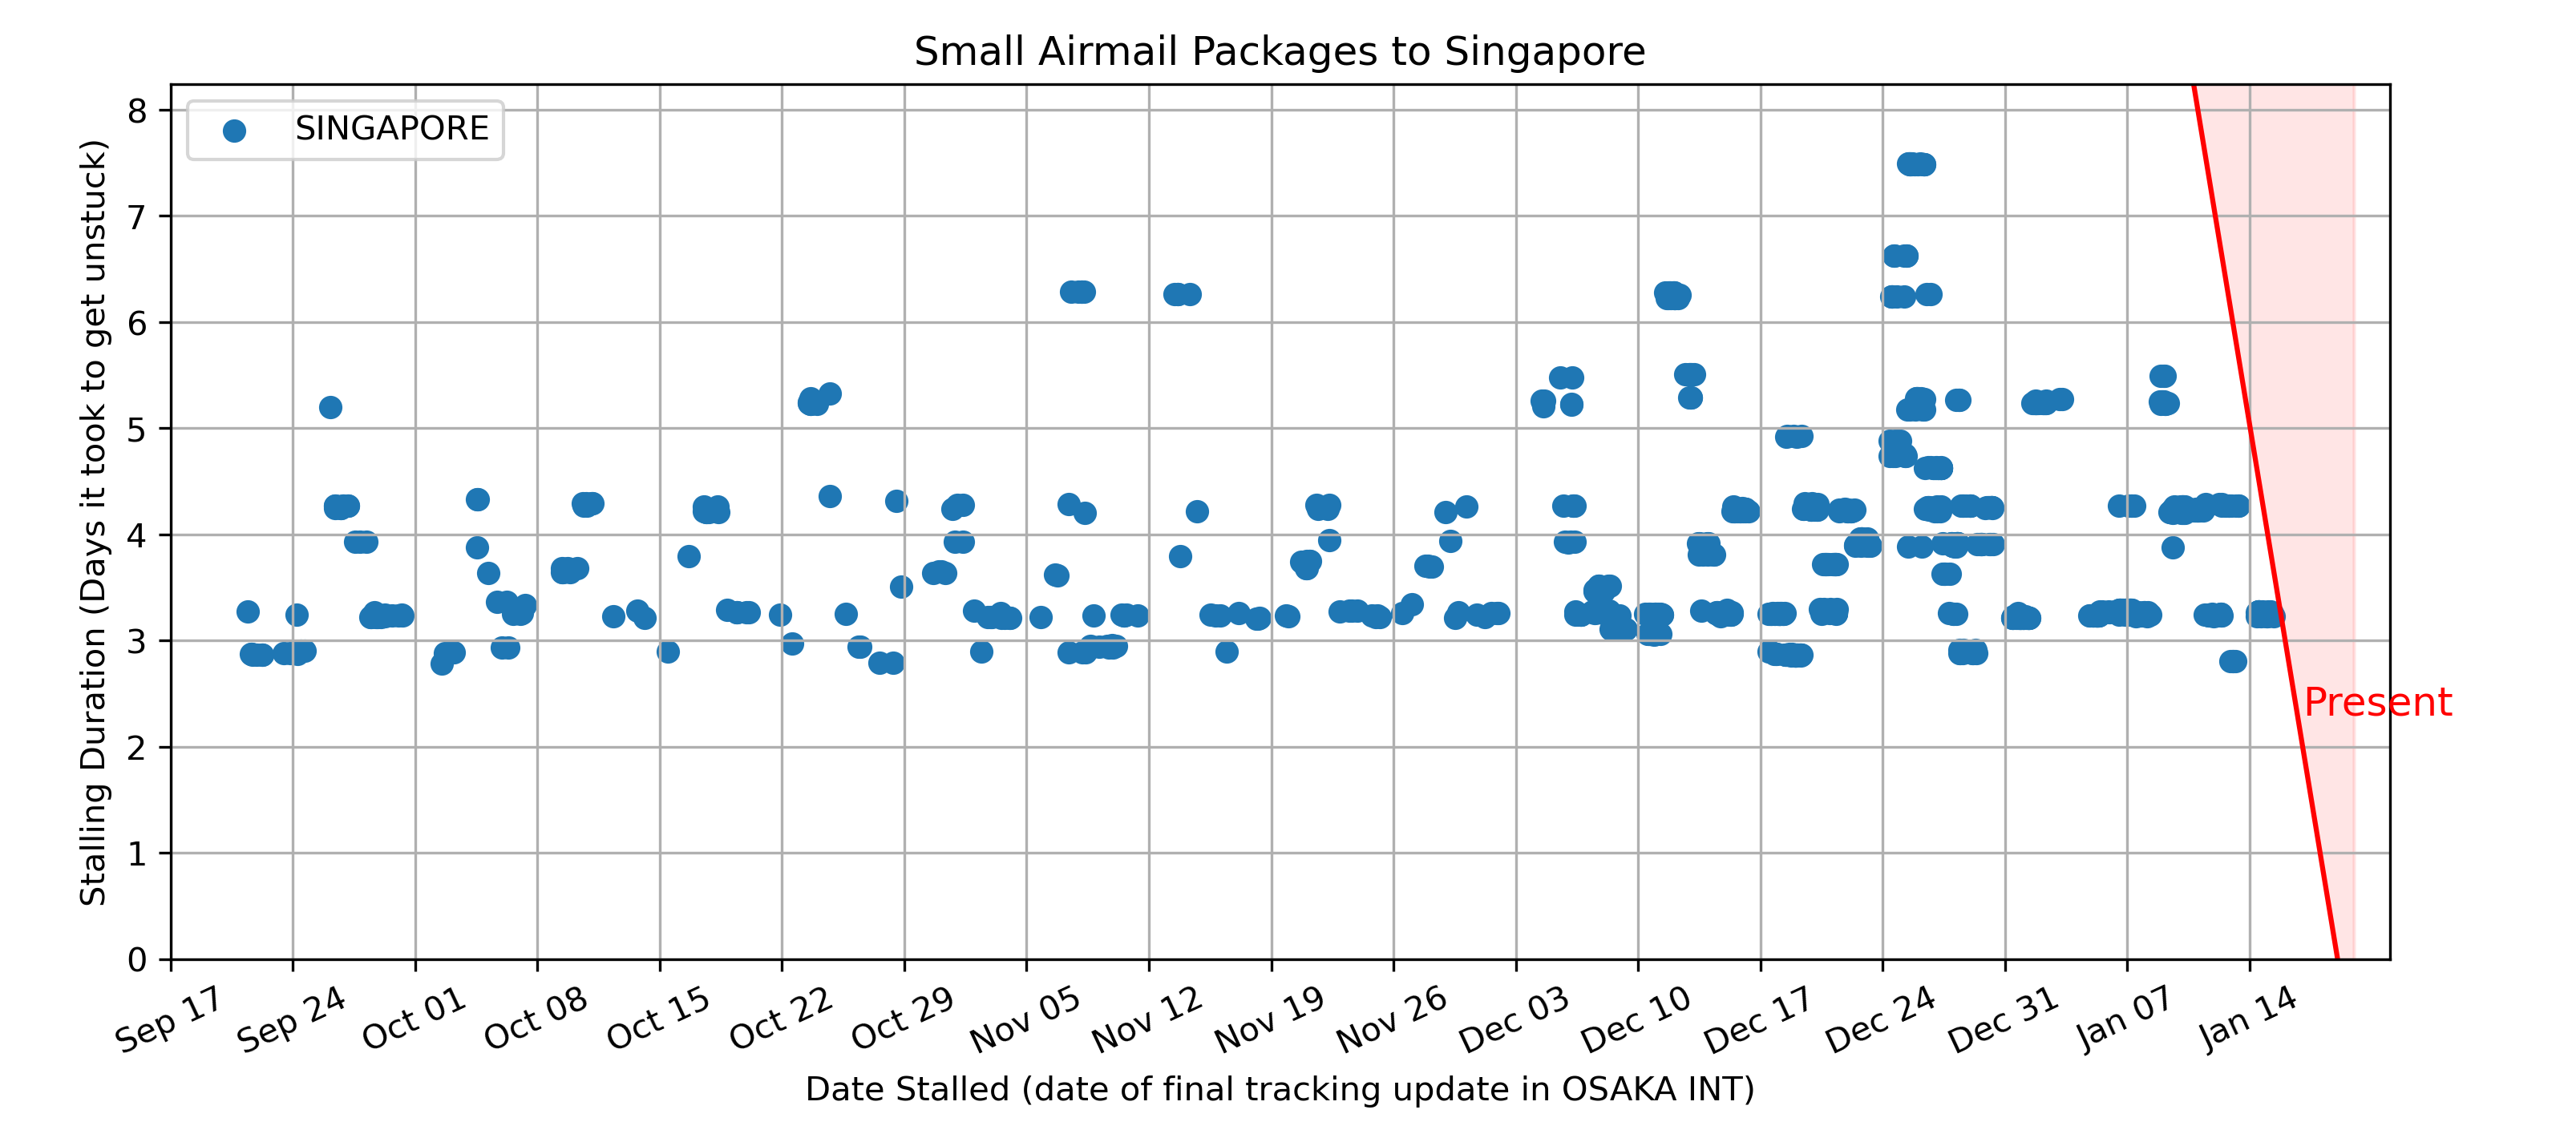 Small Airmail Packages to Singapore
SINGAPORE
Stalling Duration (Days it took to get unstuck)
8
7
6
5
4
3
2
1
0
Present
Sep 17
Sep 24
Oct 01
Oct 08
Oct 15
Oct 22
Oct 29
Nov 05
Nov 12
Nov 19
Nov 26
Dec 03
Dec 10
Dec 17
Dec 24
Dec 31
Jan 07
Jan 14
Date Stalled (date of final tracking update in OSAKA INT)